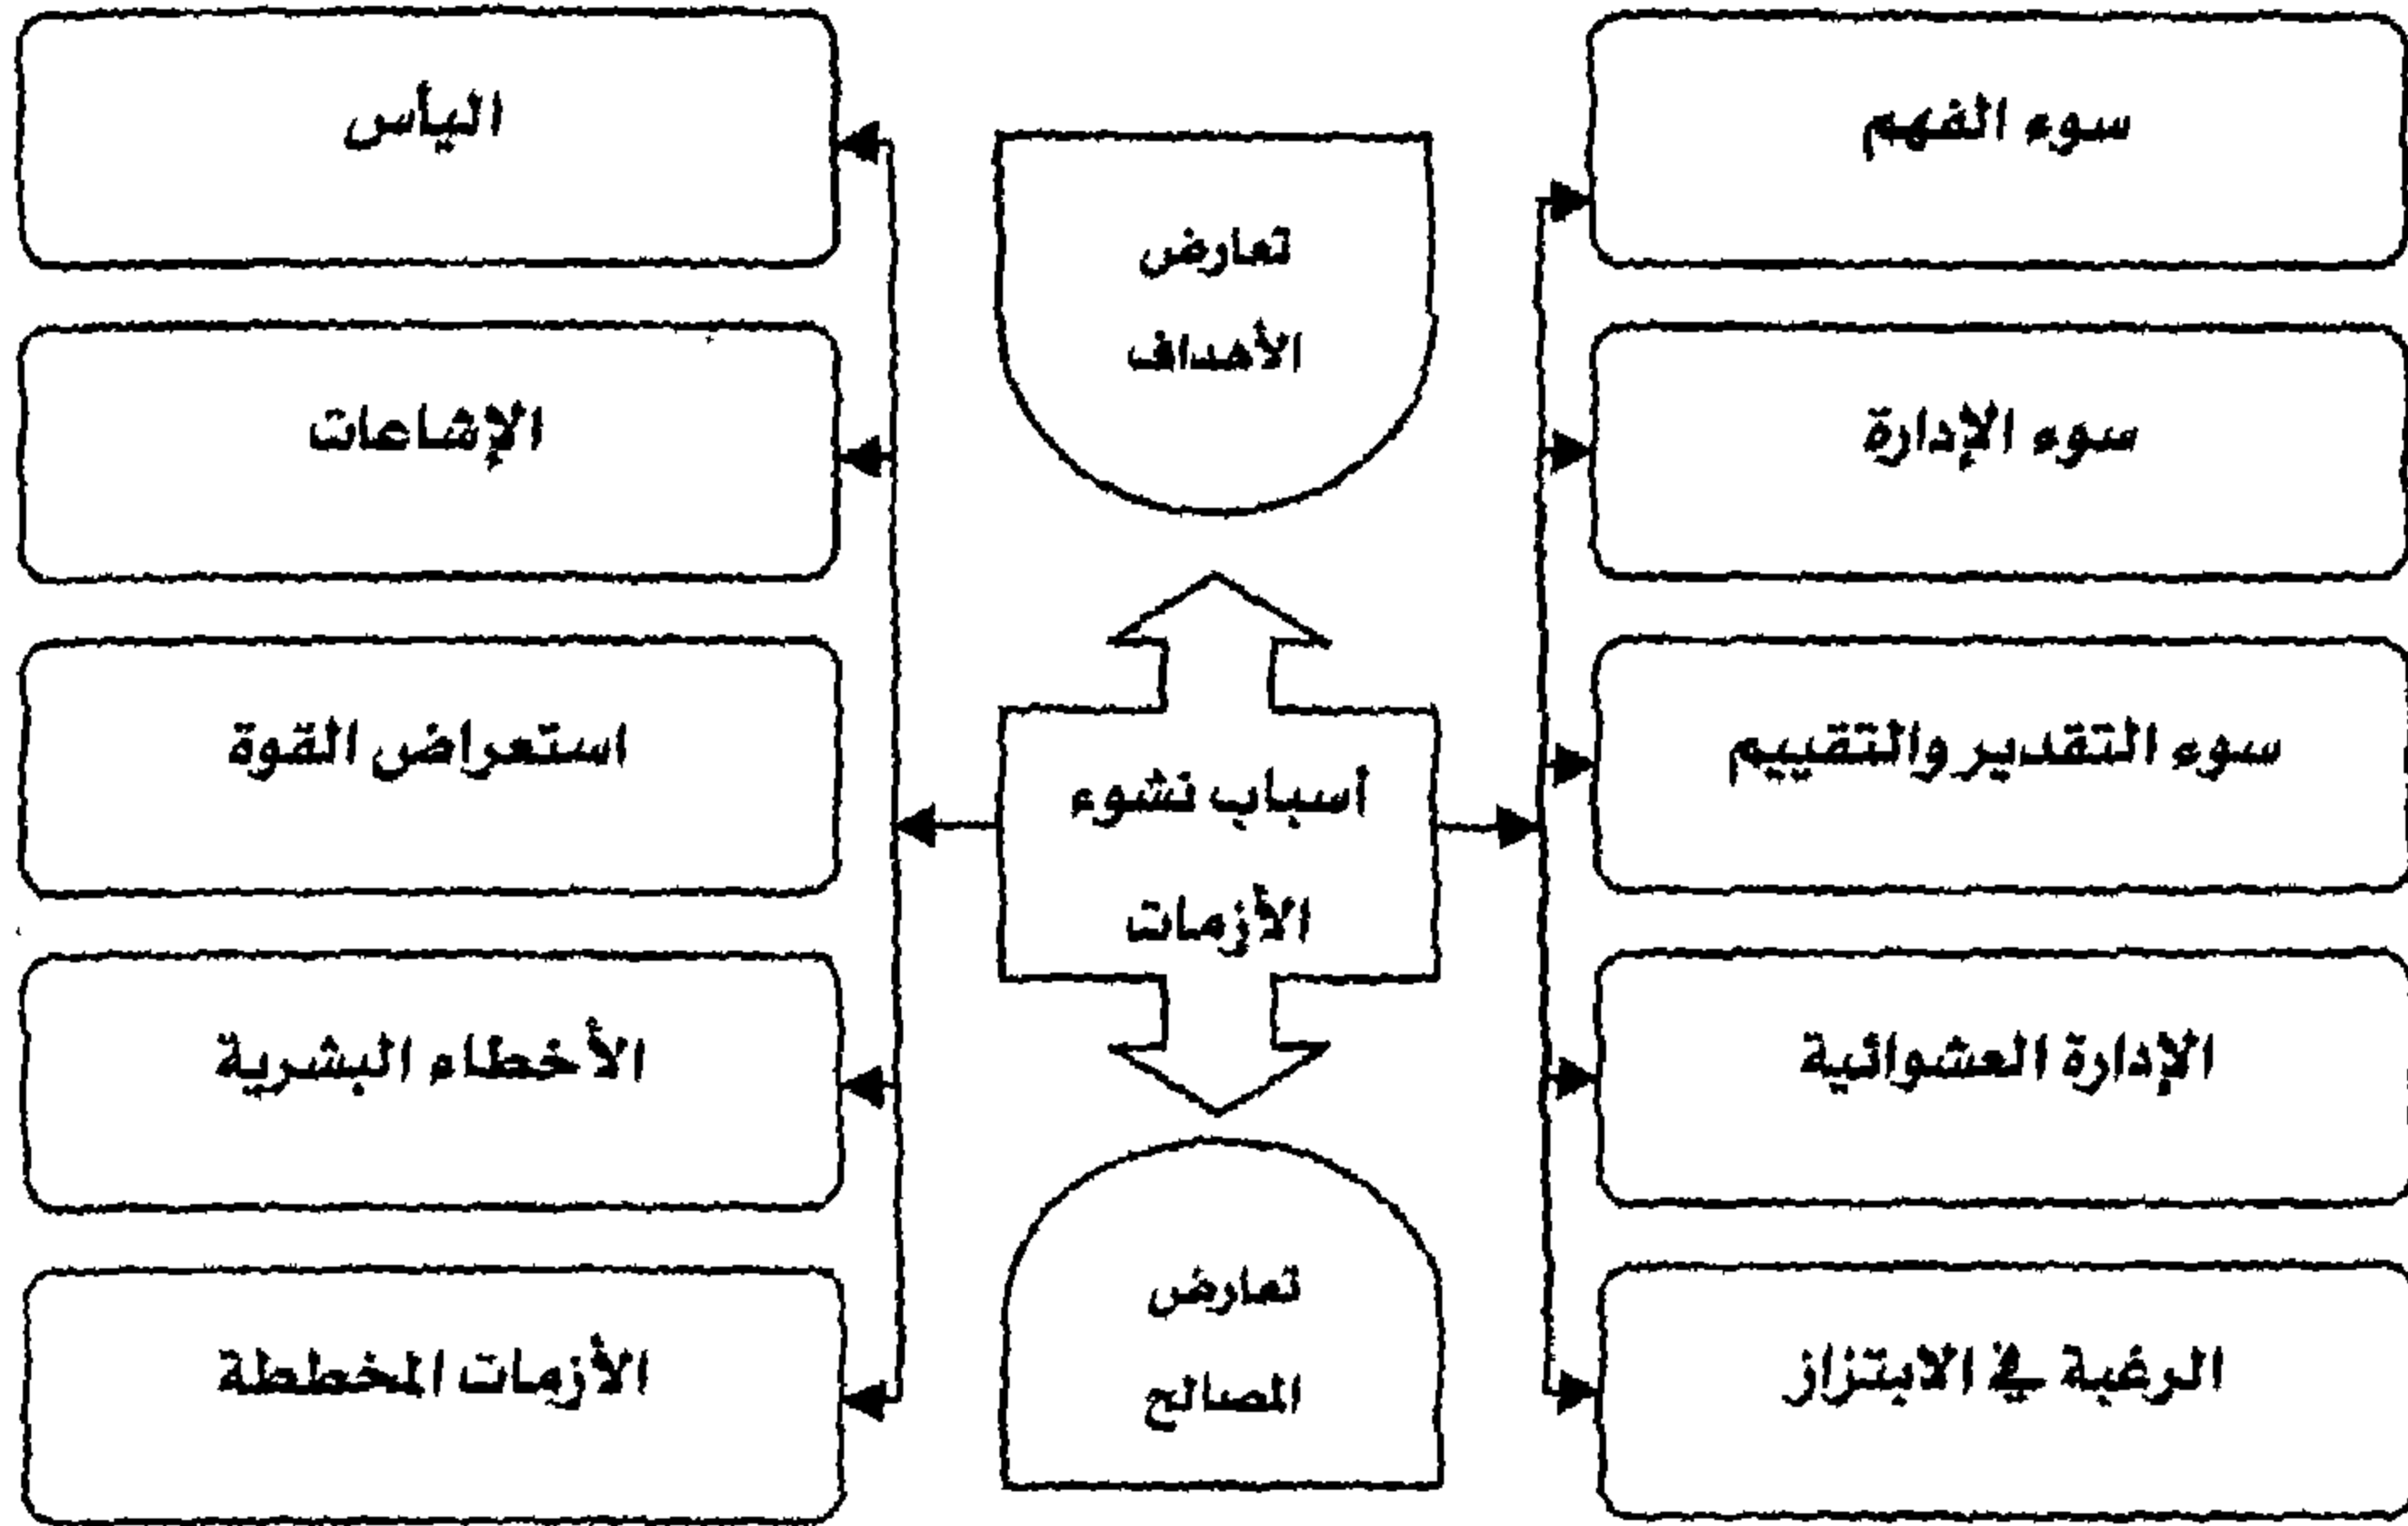 سوء الفهم
سوء الإدارة
سوء التقدير والتقييم
الإدارة العشوائية
الرغبة في الابتزاز
تعارض
الأهداف
أسباب نشوء
الأزمات
تعارض
المصالح
اليأس
الإشاعات
استعراض القوة
الأخطاء البشرية
الأزمات المخططة